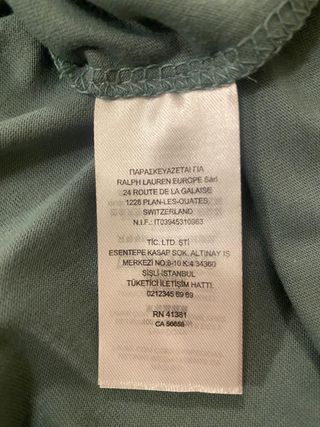 ΠΑΡΑΣΚΕΥΑΖΕΤΑΙ ΓΙΑ
RALPH LAUREN EUROPE Sàrl
24 ROUTE DE LA GALAISE
1228 PLAN-LES-OUATES,
SWITZERLAND
N.I.F.: IT03945310963
TİC. LTD. ŞTİ
ESENTEPE KASAP SOK. ALTINAY İŞ
MERKEZİ NO:8-10 K:4 34360
ŞİŞLİ-İSTANBUL
TÜKETİCİ İLETİŞİM HATTI:
0212345 69 69
RN 41381
CA 56656